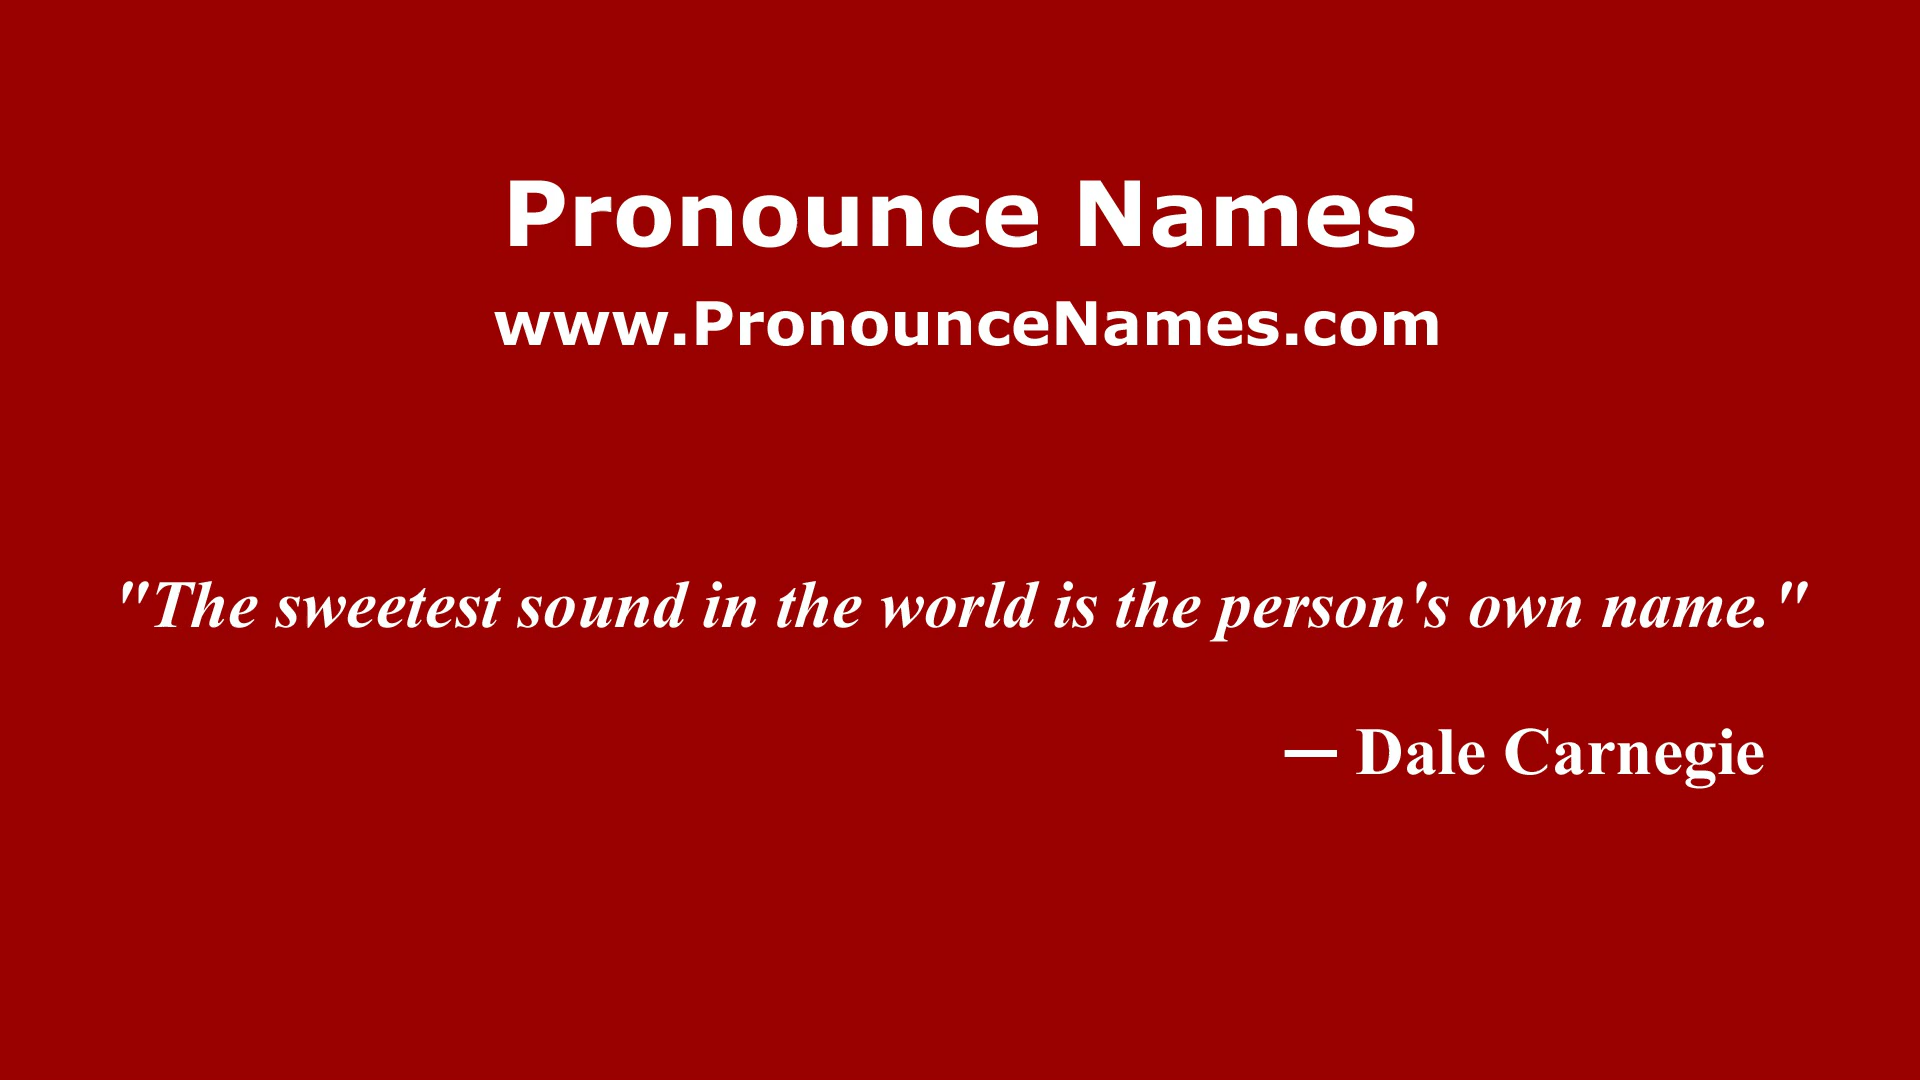 Pronounce Names
www.PronounceNames.com
"The sweetest sound in the world is the person's own name."
— Dale Carnegie